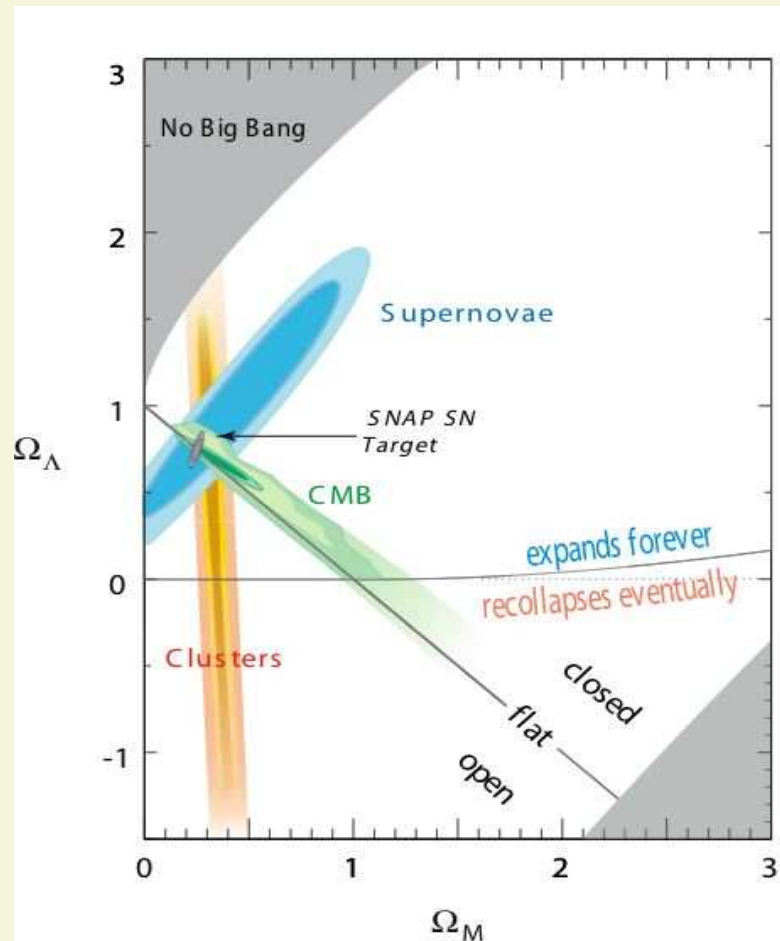 3
No Big Bang
2
Supernovae
1
SNAP SN
Target
Ω_Λ
CMB
expands forever
0
recollapses eventually
Clusters
closed
flat
-1
open
0 1 2 3
Ω_M